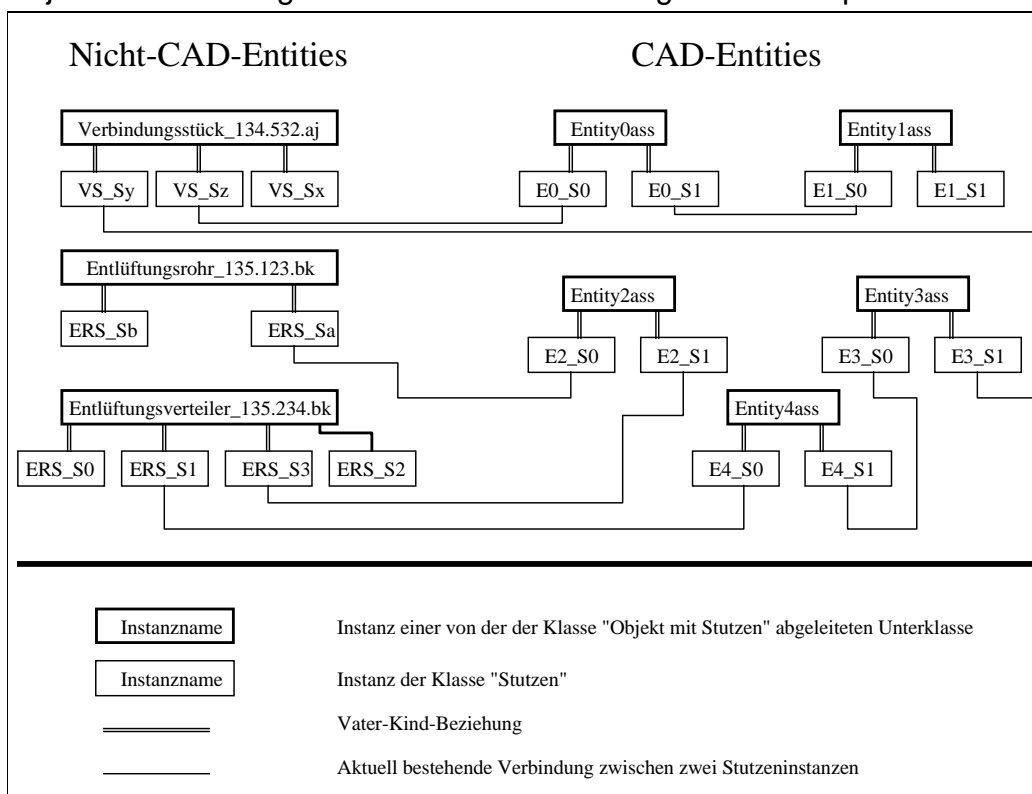 Nicht-CAD-Entities
CAD-Entities
Verbindungsstück_134.532.aj
Entity0ass
Entity1ass
VS_Sy
VS_Sz
VS_Sx
E0_S0
E0_S1
E1_S0
E1_S1
Entlüftungsrohr_135.123.bk
Entity2ass
Entity3ass
ERS_Sb
ERS_Sa
E2_S0
E2_S1
E3_S0
E3_S1
Entlüftungsverteiler_135.234.bk
Entity4ass
ERS_S0
ERS_S1
ERS_S3
ERS_S2
E4_S0
E4_S1
Instanzname
Instanz einer von der der Klasse "Objekt mit Stutzen" abgeleiteten Unterklasse
Instanzname
Instanz der Klasse "Stutzen"
Vater-Kind-Beziehung
Aktuell bestehende Verbindung zwischen zwei Stutzeninstanzen